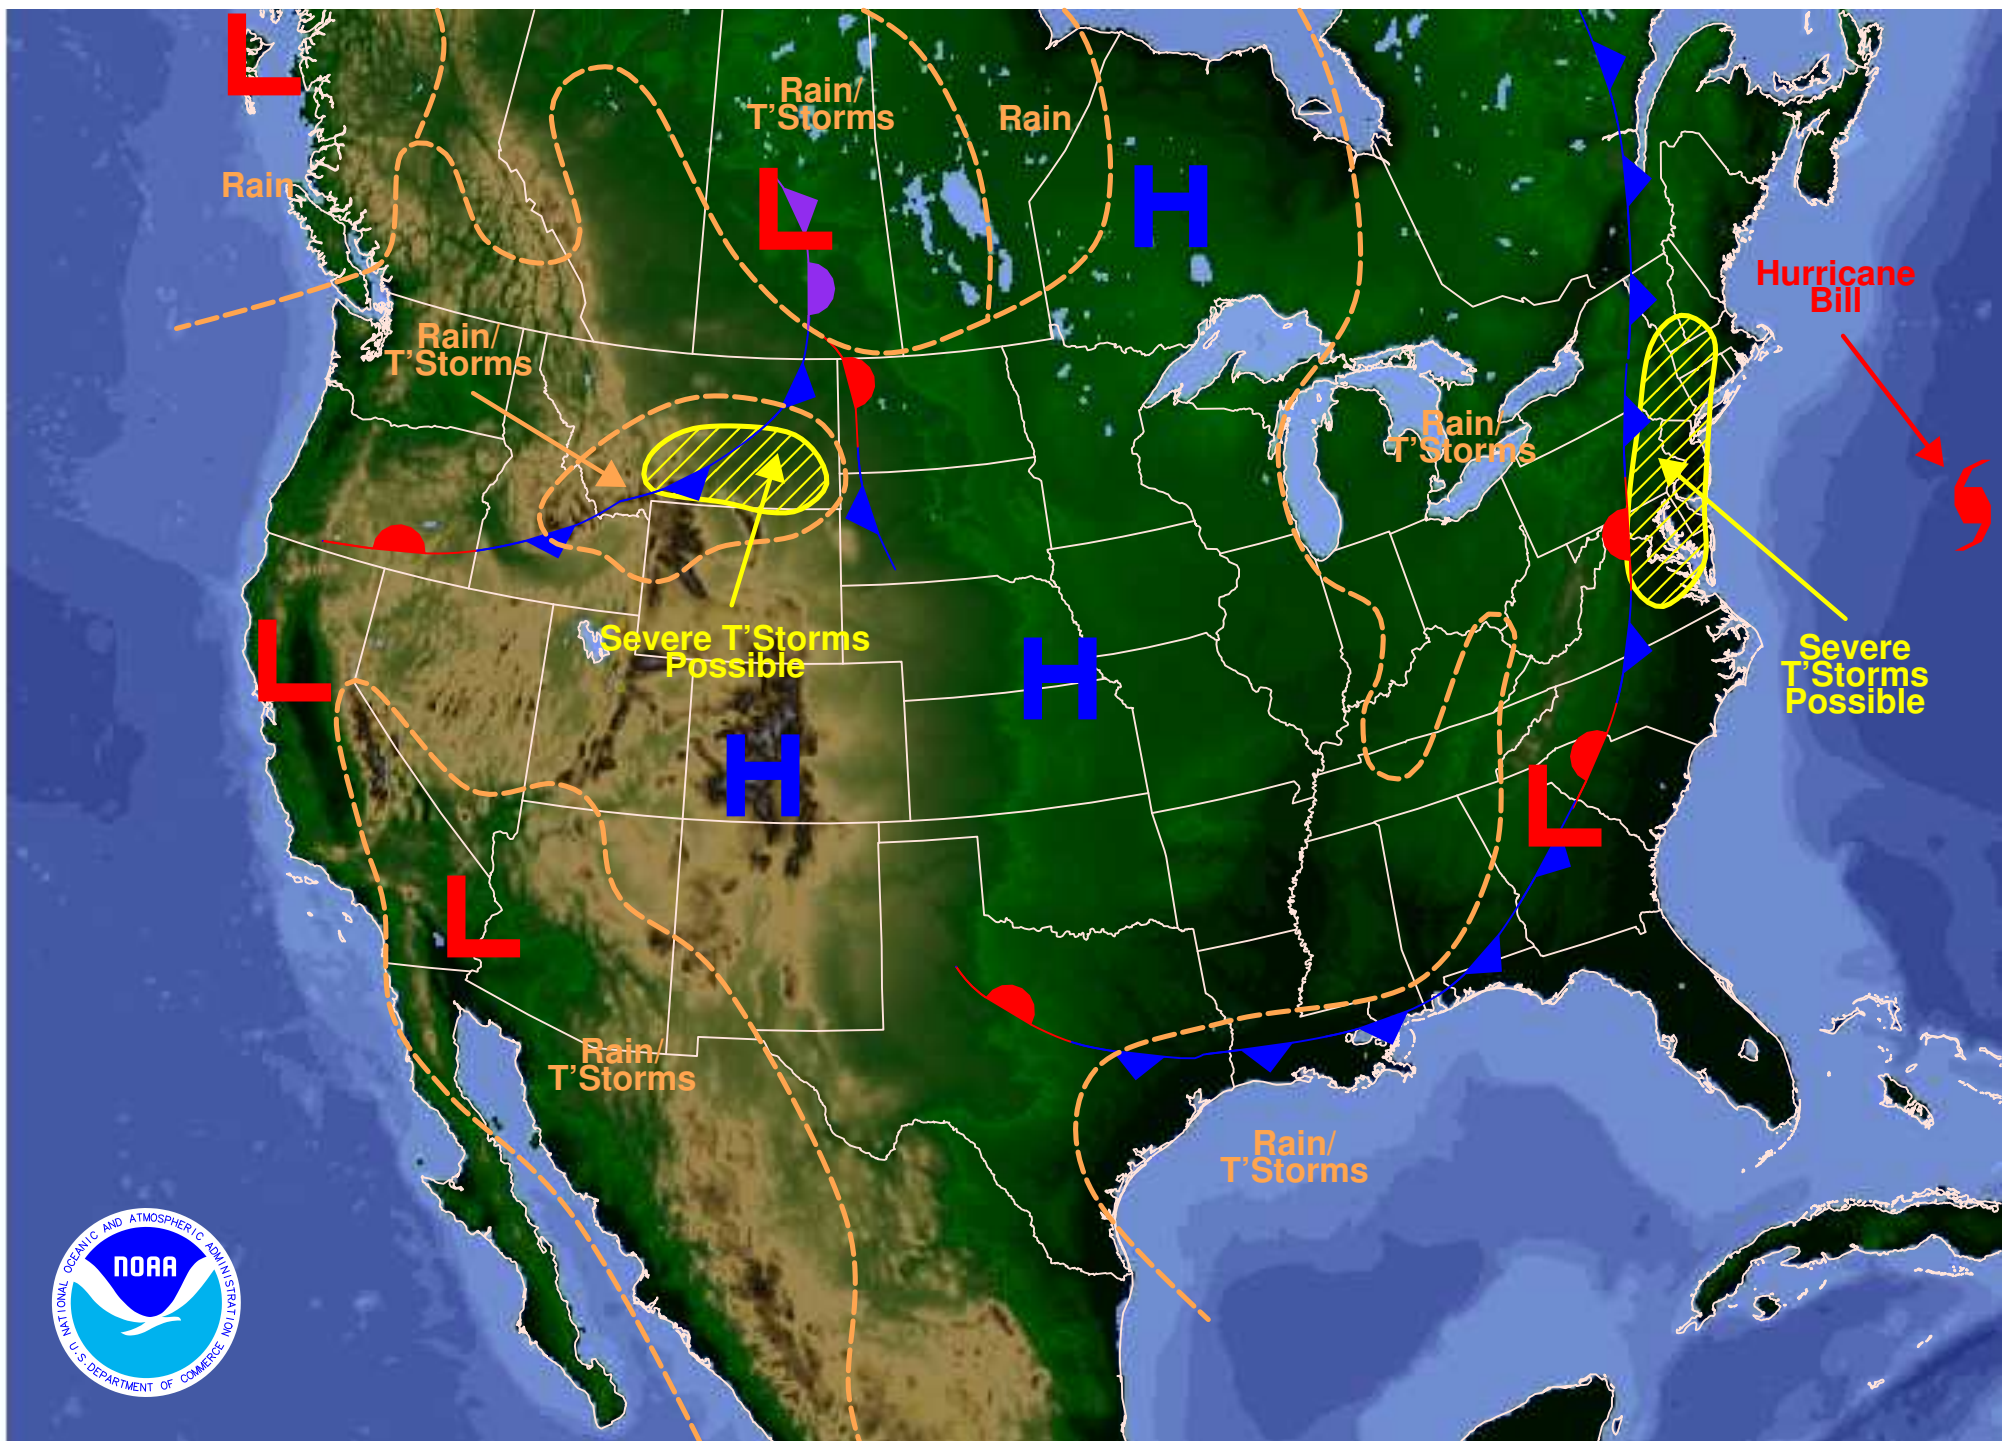 L
Rain/
T'Storms
Rain
L
H
Rain
Hurricane
Bill
Rain/
T'Storms
Rain/
T'Storms
Severe T'Storms
Possible
Severe
T'Storms
Possible
L
H
H
L
L
Rain/
T'Storms
Rain/
T'Storms
NATIONAL OCEANIC AND ATMOSPHERIC ADMINISTRATION
NOAA
U.S. DEPARTMENT OF COMMERCE